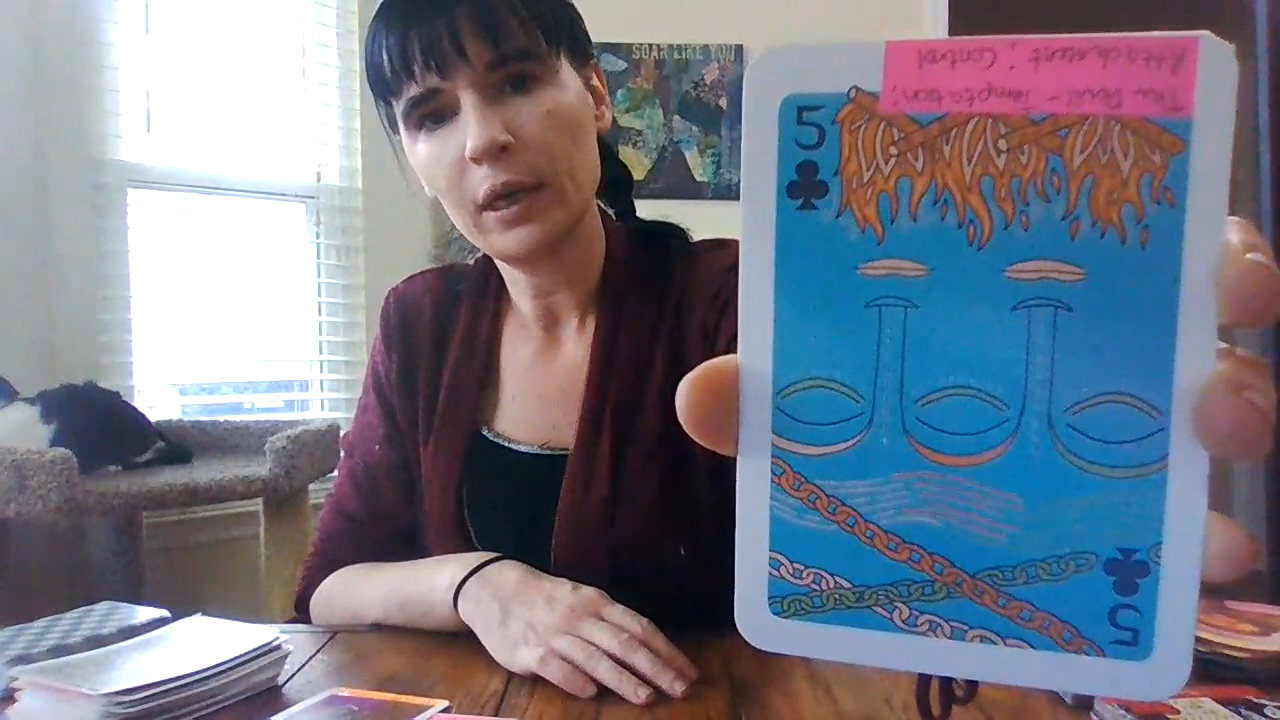 SOAR LIKE YOU
The Devil - Temptation,
Attachment, Control
5
5